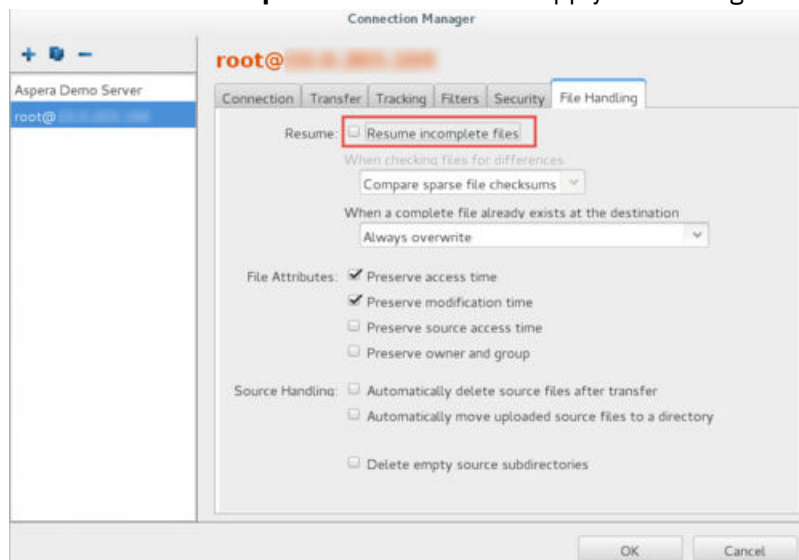 Connection Manager
root@
Aspera Demo Server
root@
Connection Transfer Tracking Filters Security File Handling
Resume: Resume incomplete files
When checking files for differences
Compare sparse file checksums
When a complete file already exists at the destination
Always overwrite
File Attributes: Preserve access time
Preserve modification time
Preserve source access time
Preserve owner and group
Source Handling: Automatically delete source files after transfer
Automatically move uploaded source files to a directory
Delete empty source subdirectories
OK Cancel